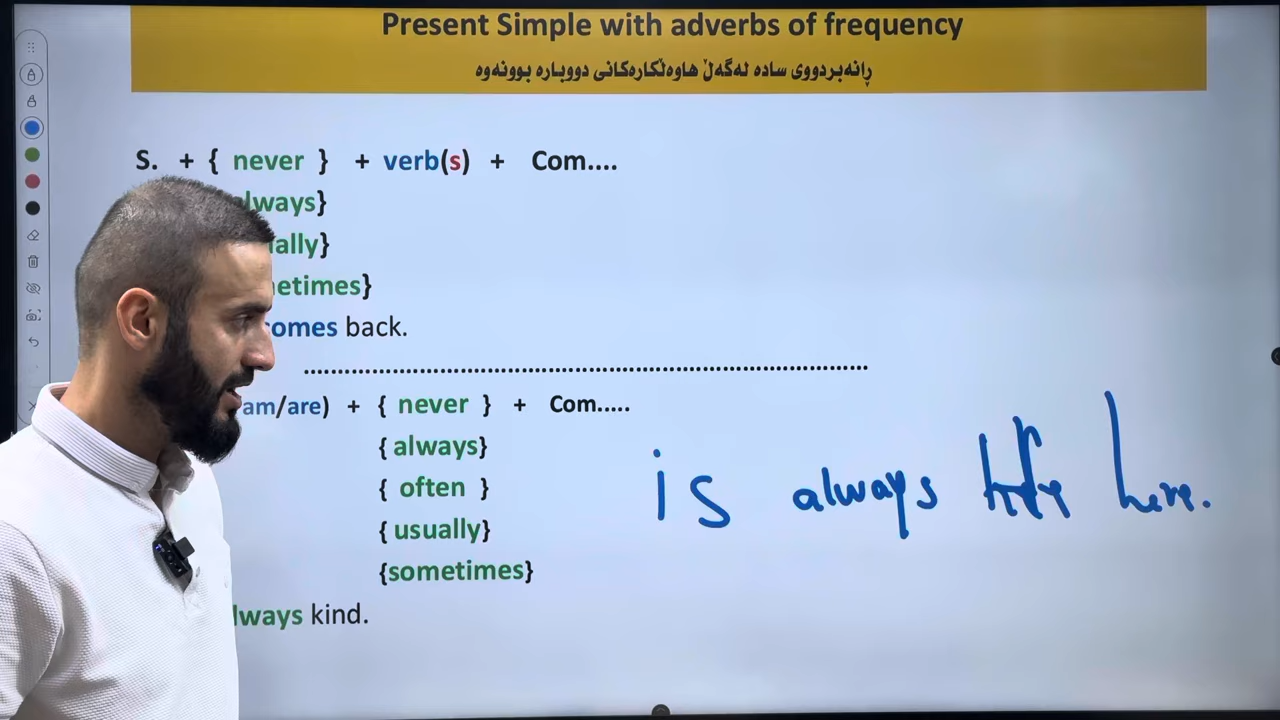 Present Simple with adverbs of frequency
ڕانەبردووی سادە لەگەڵ هاوەڵکارەکانی دووبارە بوونەوە
S. + { never } + verb(s) + Com....
lways}
ally}
etimes}
omes back.
................................................................................
am/are) + { never } + Com.....
{ always}
{ often }
{ usually}
{sometimes}
lways kind.
is always here.